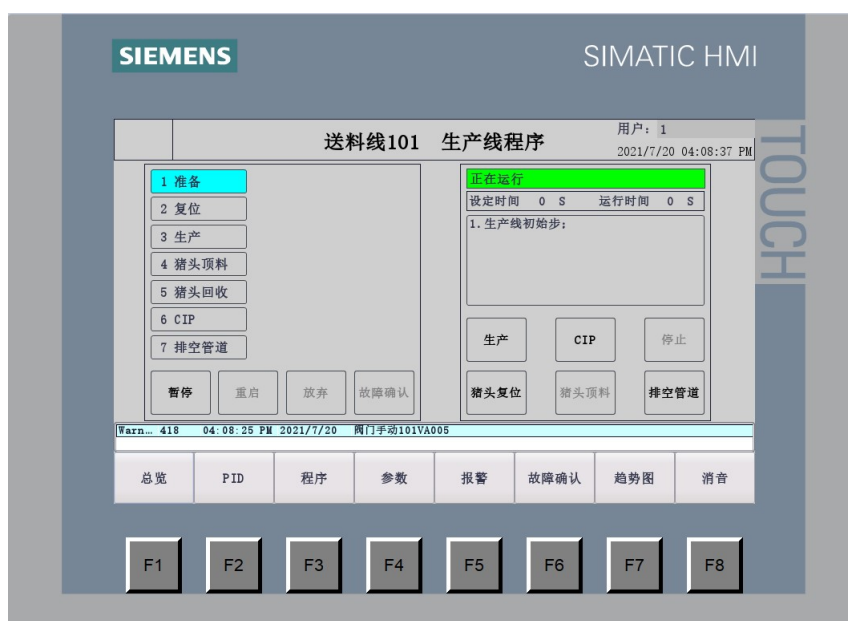 SIEMENS
SIMATIC HMI
TOUCH
送料线101 生产线程序
用户: 1
2021/7/20 04:08:37 PM
1 准备
2 复位
3 生产
4 猪头顶料
5 猪头回收
6 CIP
7 排空管道
暂停 重启 放弃 故障确认
正在运行
设定时间 0 S 运行时间 0 S
1.生产线初始步;
生产 CIP 停止
猪头复位 猪头顶料 排空管道
Warn… 418 04:08:25 PM 2021/7/20 阀门手动101VA005
总览 PID 程序 参数 报警 故障确认 趋势图 消音
F1 F2 F3 F4 F5 F6 F7 F8